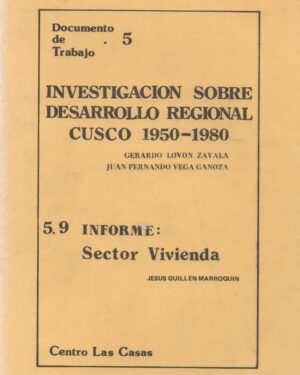 Documento
de . 5
Trabajo
INVESTIGACION SOBRE
DESARROLLO REGIONAL
CUSCO 1950-1980
GERARDO LOVON ZAVALA
JUAN FERNANDO VEGA GANOZA
5.9 INFORME:
Sector Vivienda
JESUS GUILLEN MARROQUIN
Centro Las Casas